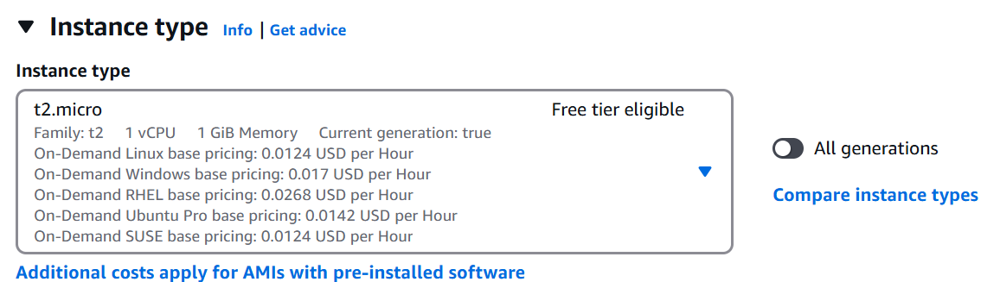 Instance type Info | Get advice
Instance type
t2.micro Free tier eligible
Family: t2 1 vCPU 1 GiB Memory Current generation: true
On-Demand Linux base pricing: 0.0124 USD per Hour
On-Demand Windows base pricing: 0.017 USD per Hour
On-Demand RHEL base pricing: 0.0268 USD per Hour
On-Demand Ubuntu Pro base pricing: 0.0142 USD per Hour
On-Demand SUSE base pricing: 0.0124 USD per Hour
All generations
Compare instance types
Additional costs apply for AMIs with pre-installed software